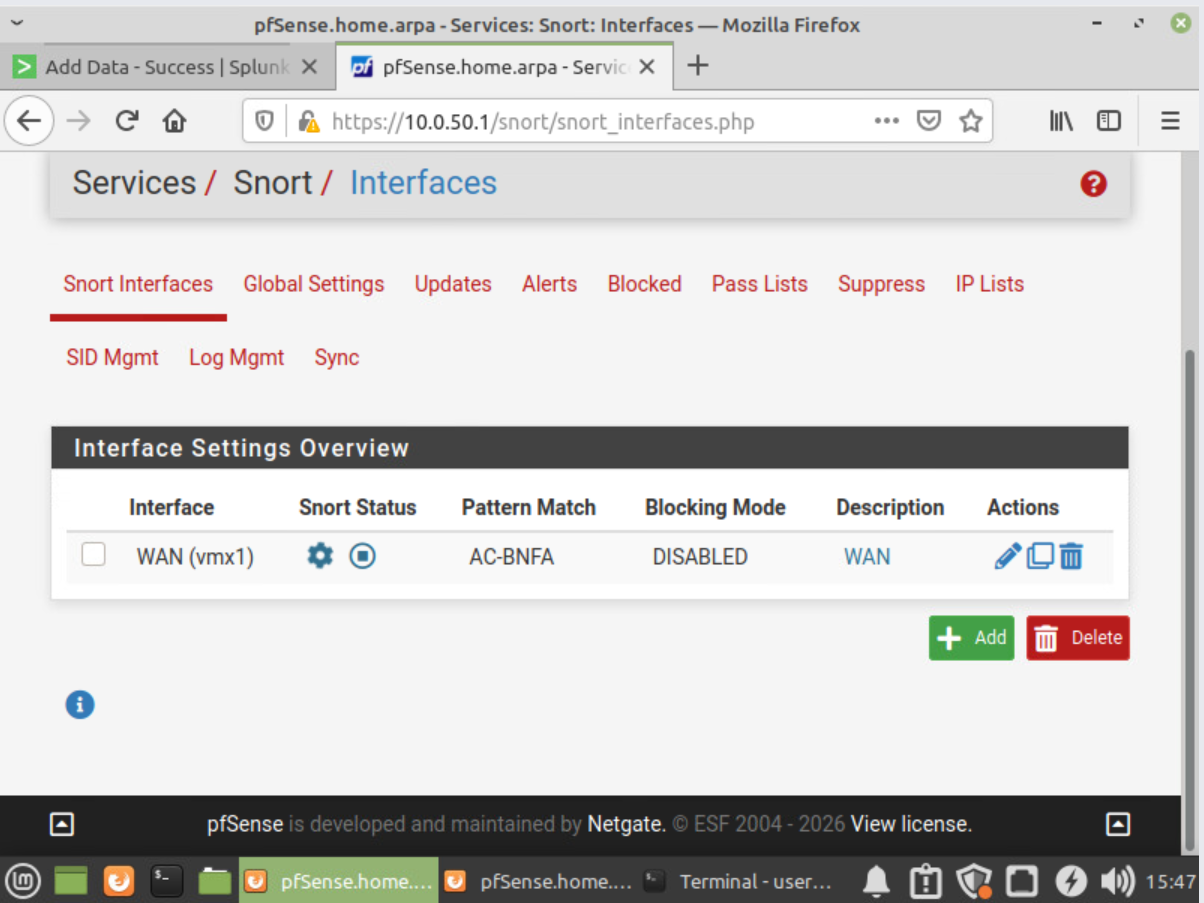 pfSense.home.arpa - Services: Snort: Interfaces — Mozilla Firefox
Add Data - Success | Splunk
pfSense.home.arpa - Servic
https://10.0.50.1/snort/snort_interfaces.php
Services / Snort / Interfaces
Snort Interfaces Global Settings Updates Alerts Blocked Pass Lists Suppress IP Lists
SID Mgmt Log Mgmt Sync
Interface Settings Overview
Interface Snort Status Pattern Match Blocking Mode Description Actions
WAN (vmx1) AC-BNFA DISABLED WAN
Add Delete
pfSense is developed and maintained by Netgate. © ESF 2004 - 2026 View license.
pfSense.home.... pfSense.home.... Terminal - user... 15:47